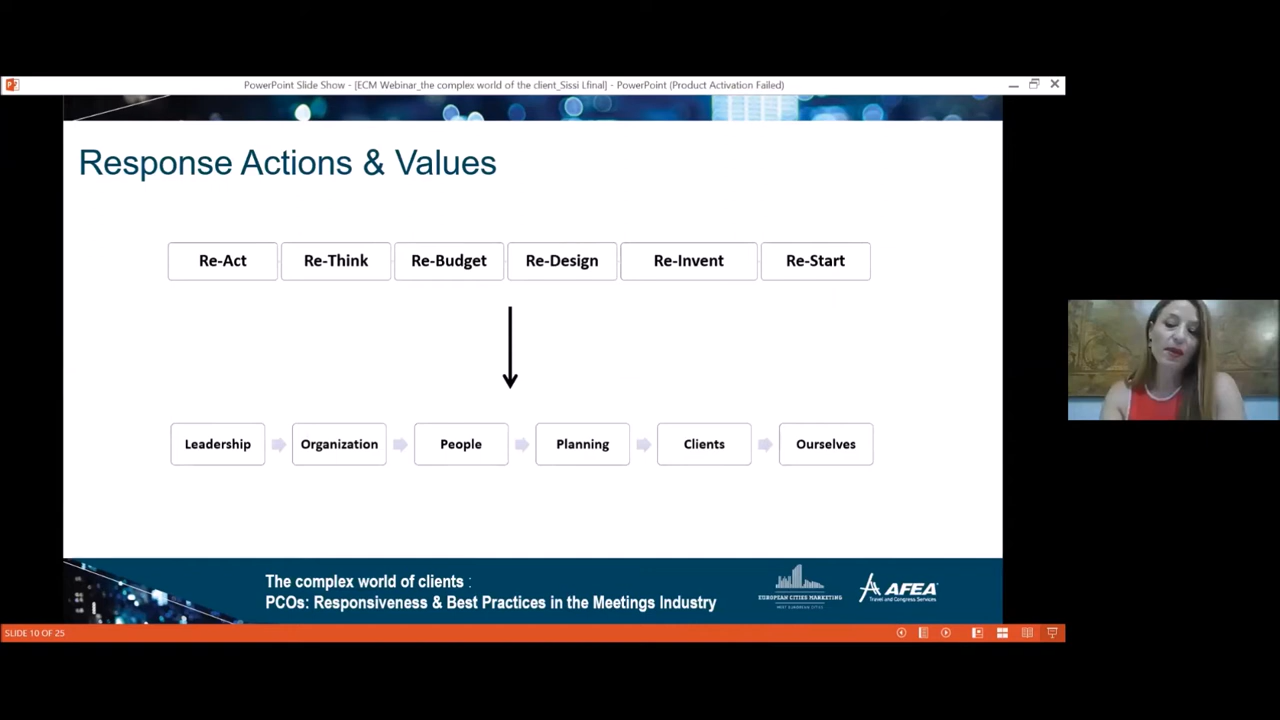 PowerPoint Slide Show - [ECM Webinar_the complex world of the client_Sissi Lfinal] - PowerPoint (Product Activation Failed)
Response Actions & Values
Re-Act Re-Think Re-Budget Re-Design Re-Invent Re-Start
Leadership Organization People Planning Clients Ourselves
The complex world of clients :
PCOs: Responsiveness & Best Practices in the Meetings Industry
EUROPEAN CITIES MARKETING
MEET EUROPEAN CITIES
AFEA
Travel and Congress Services
SLIDE 10 OF 25